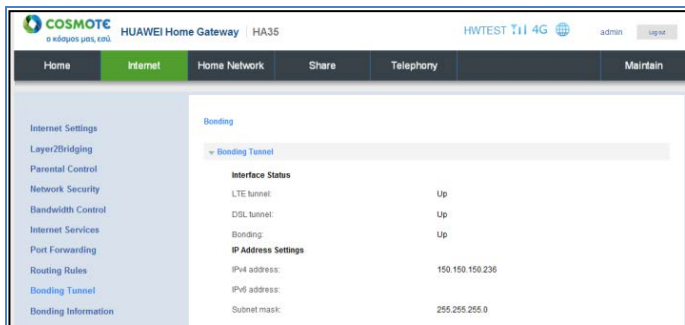 COSMOTE
ο κόσμος μας, εσύ.
HUAWEI Home Gateway HA35
HWTEST 4G admin Log out
Home Internet Home Network Share Telephony Maintain
Internet Settings
Layer2Bridging
Parental Control
Network Security
Bandwidth Control
Internet Services
Port Forwarding
Routing Rules
Bonding Tunnel
Bonding Information
Bonding
Bonding Tunnel
Interface Status
LTE tunnel: Up
DSL tunnel: Up
Bonding: Up
IP Address Settings
IPv4 address: 150.150.150.236
IPv6 address:
Subnet mask: 255.255.255.0